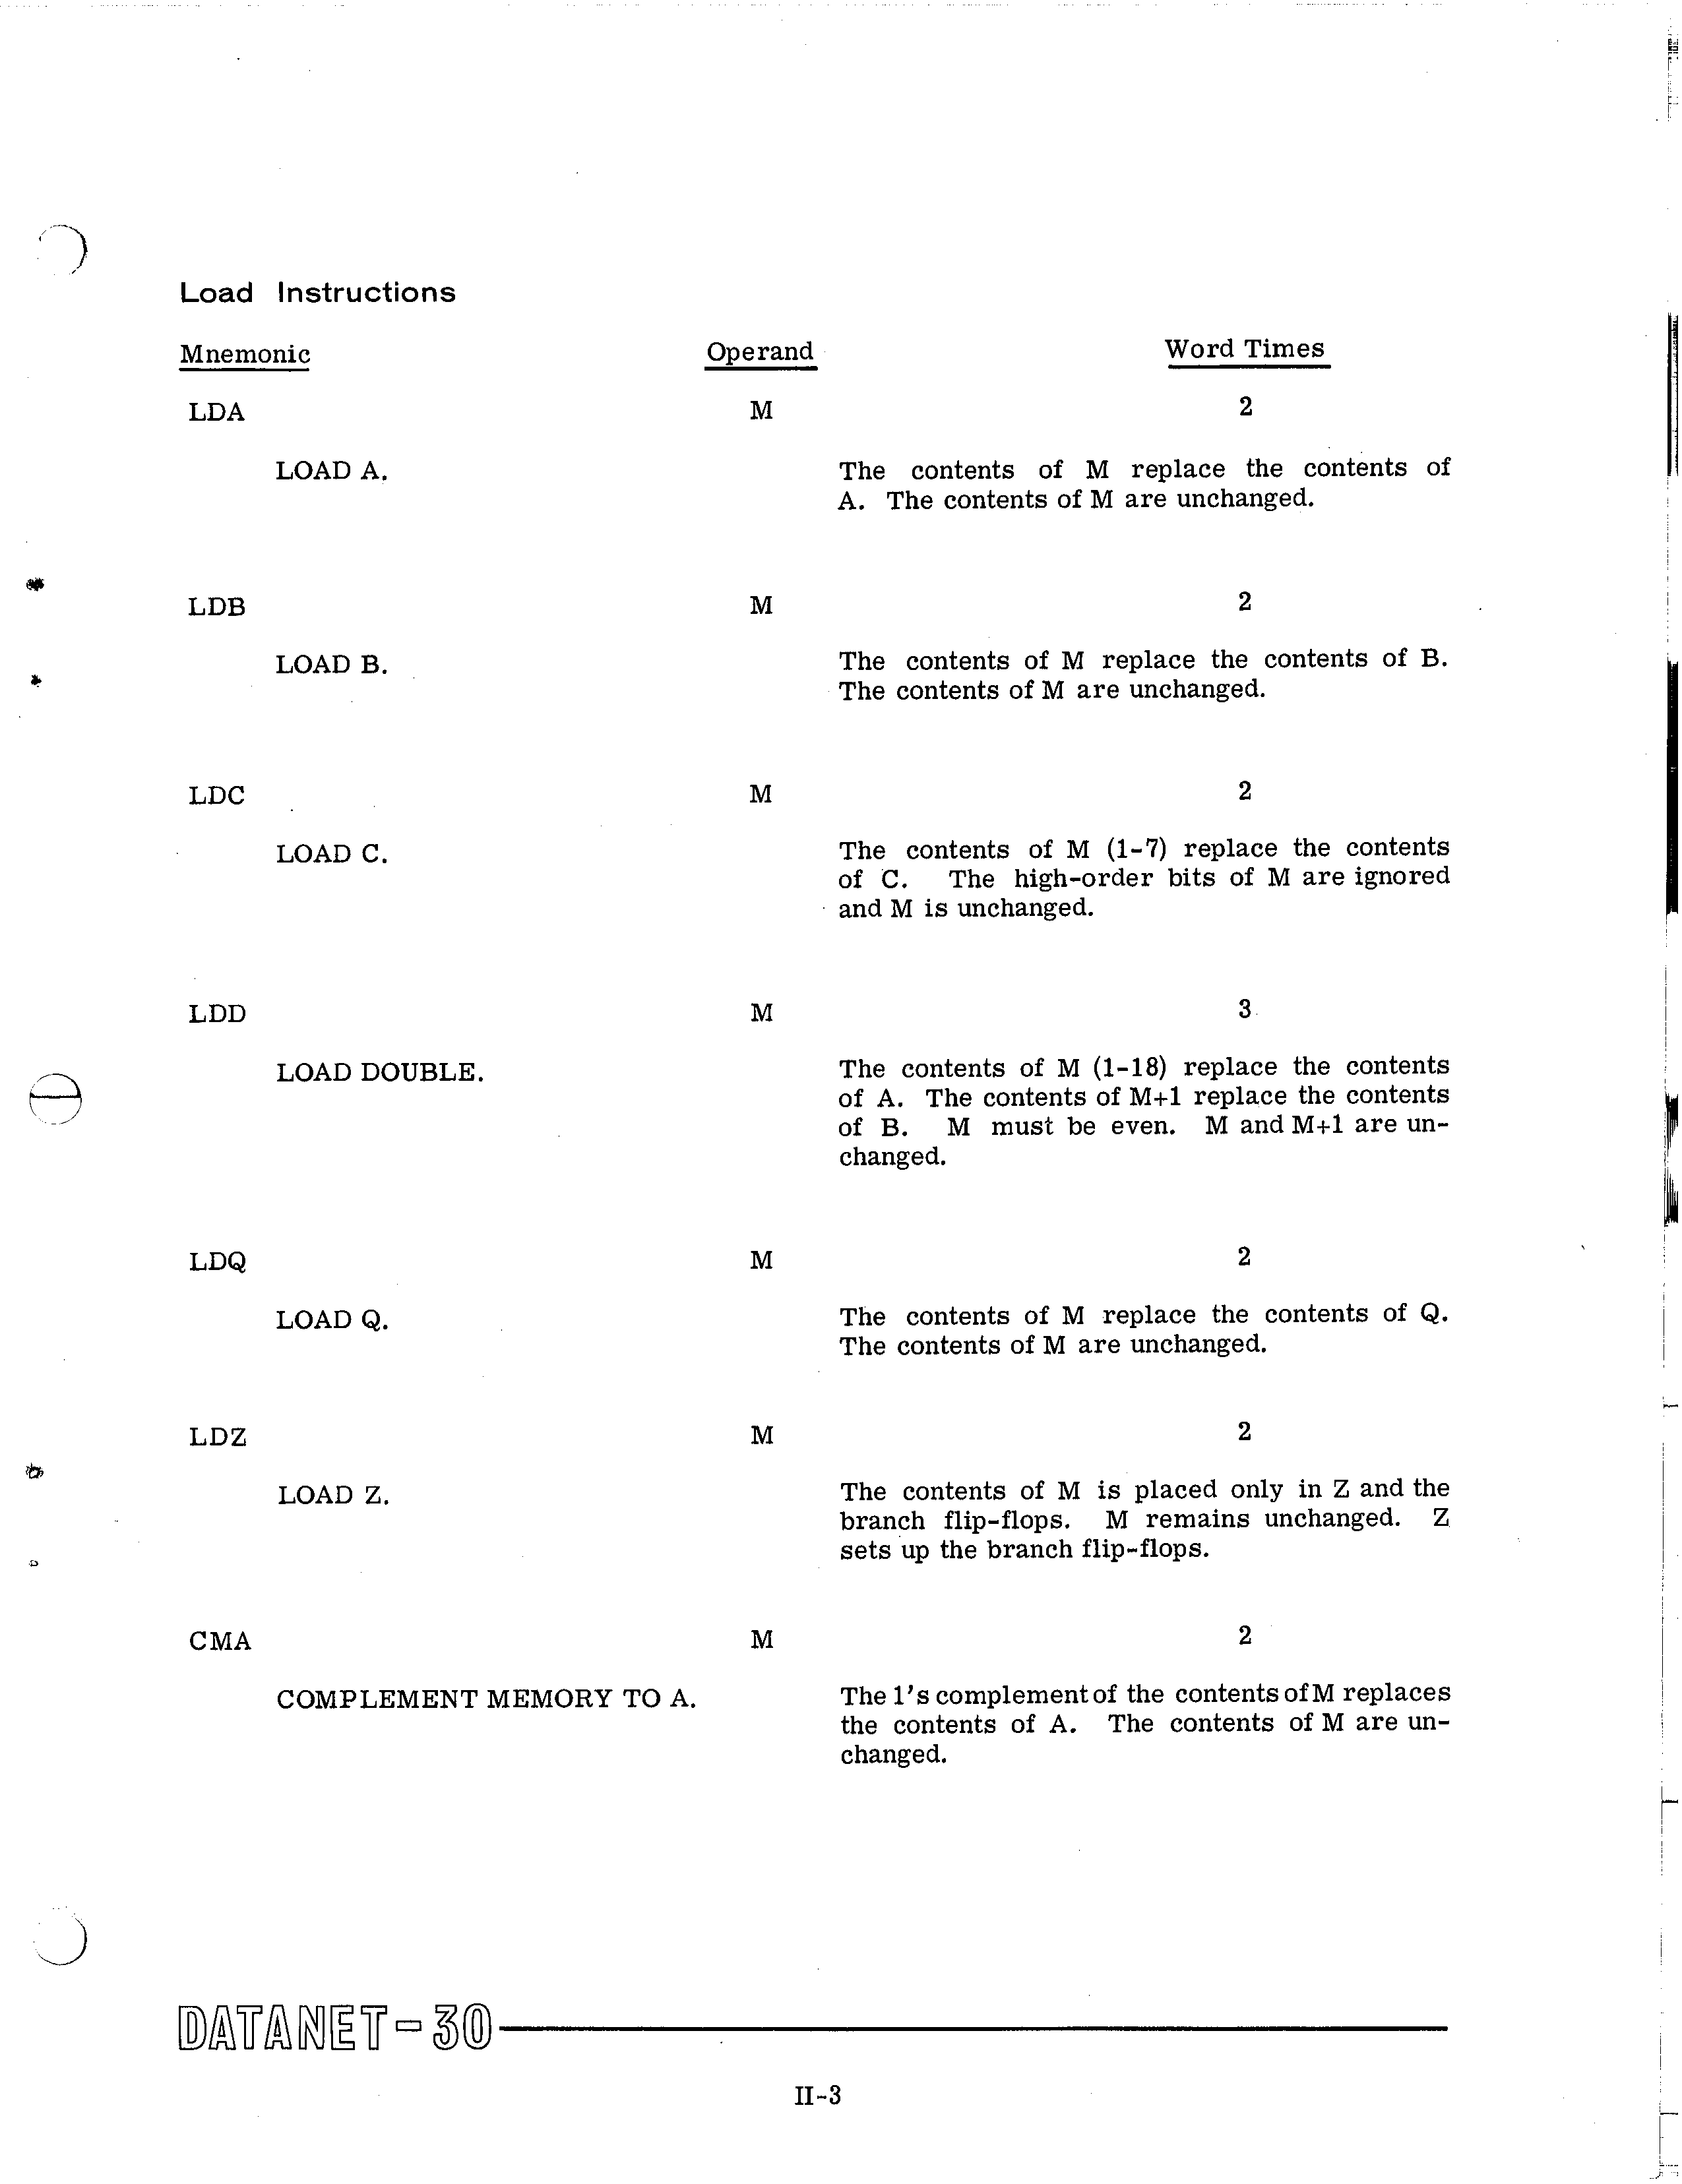 Load Instructions
Mnemonic Operand Word Times
LDA M 2
LOAD A. The contents of M replace the contents of
A. The contents of M are unchanged.
LDB M 2
LOAD B. The contents of M replace the contents of B.
The contents of M are unchanged.
LDC M 2
LOAD C. The contents of M (1-7) replace the contents
of C. The high-order bits of M are ignored
and M is unchanged.
LDD M 3
LOAD DOUBLE. The contents of M (1-18) replace the contents
of A. The contents of M+1 replace the contents
of B. M must be even. M and M+1 are un-
changed.
LDQ M 2
LOAD Q. The contents of M replace the contents of Q.
The contents of M are unchanged.
LDZ M 2
LOAD Z. The contents of M is placed only in Z and the
branch flip-flops. M remains unchanged. Z
sets up the branch flip-flops.
CMA M 2
COMPLEMENT MEMORY TO A. The 1's complement of the contents of M replaces
the contents of A. The contents of M are un-
changed.
DATANET-30
II-3